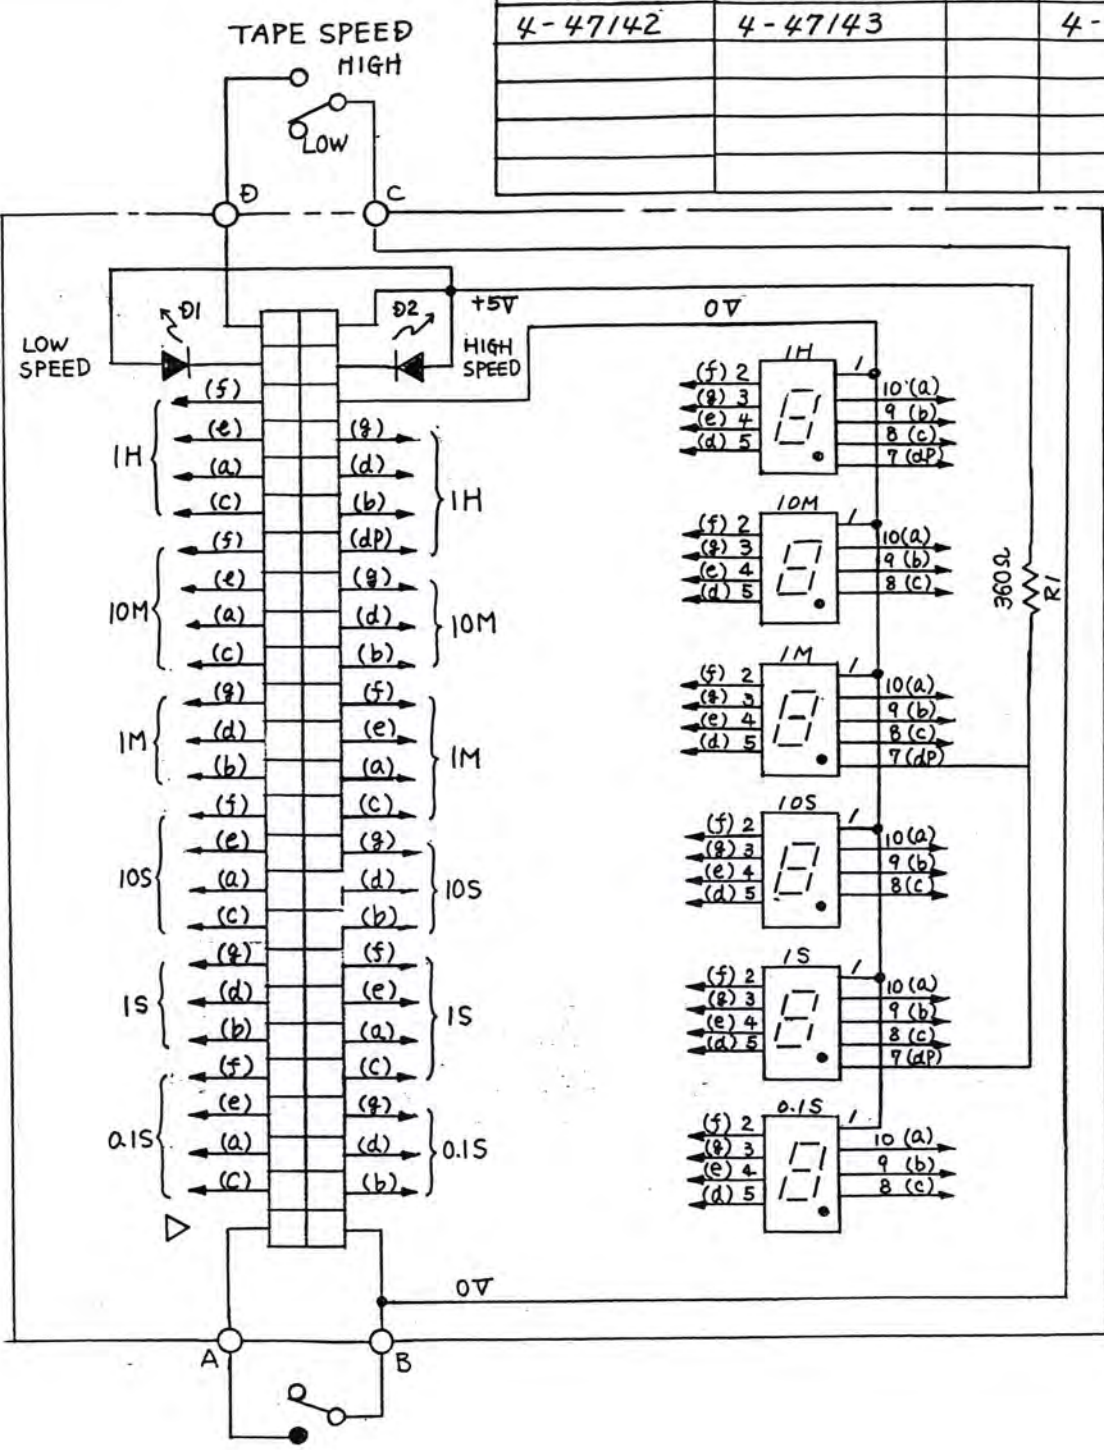 4-47142 4-47143 4-
TAPE SPEED
HIGH
LOW
D C
D1 D2
+5V 0V
LOW
SPEED
HIGH
SPEED
(f)
(e) (g)
1H
(a) (d)
(c) (b)
1H
(f) (dp)
(e) (g)
10M
(a) (d)
10M
(c) (b)
(g) (f)
1M
(d) (e)
(b) (a)
1M
(f) (c)
(e) (g)
10S
(a) (d)
10S
(c) (b)
(g) (f)
1S
(d) (e)
1S
(b) (a)
(f) (c)
(e) (g)
0.1S
(a) (d)
0.1S
(c) (b)
0V
A B
1H
(f) 2 1
(g) 3 10 (a)
(e) 4 9 (b)
(d) 5 8 (c)
7 (dp)
10M
(f) 2 1
(g) 3 10 (a)
(e) 4 9 (b)
(d) 5 8 (c)
1M
(f) 2 1
(g) 3 10 (a)
(e) 4 9 (b)
(d) 5 8 (c)
7 (dp)
10S
(f) 2 1
(g) 3 10 (a)
(e) 4 9 (b)
(d) 5 8 (c
1S
(f) 2 1
(g) 3 10 (a)
(e) 4 9 (b)
(d) 5 8 (c)
7 (dp)
0.1S
(f) 2 1
(g) 3 10 (a)
(e) 4 9 (b)
(d) 5 8 (c)
360Ω
R1